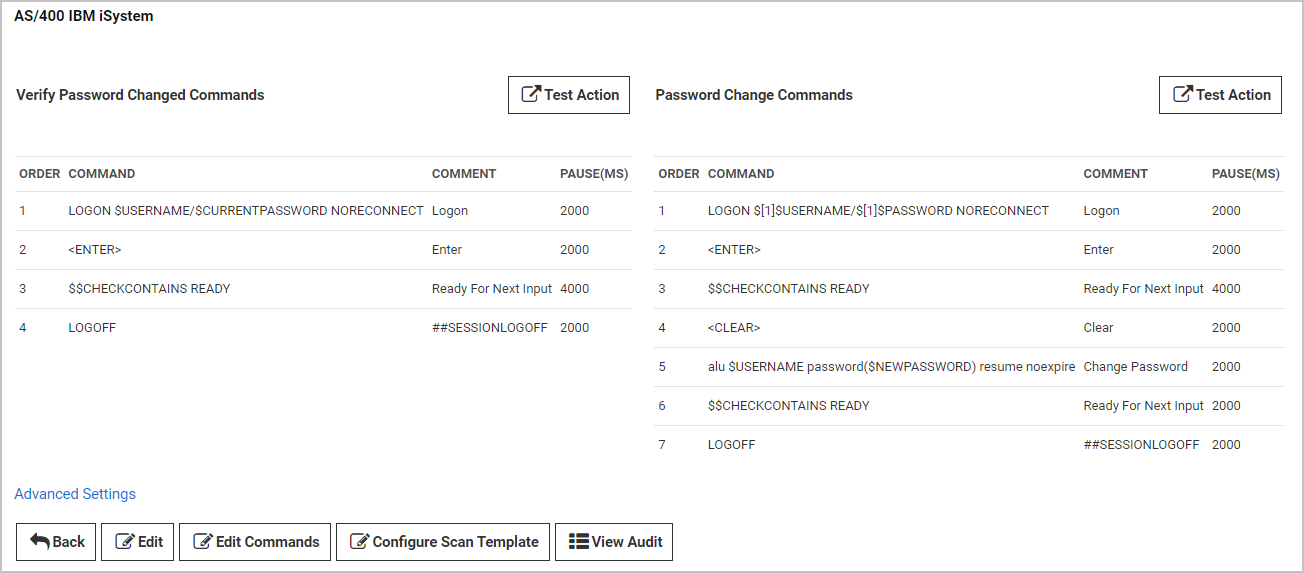 AS/400 IBM iSystem
Verify Password Changed Commands
Test Action
ORDER COMMAND COMMENT PAUSE(MS)
1 LOGON $USERNAME/$CURRENTPASSWORD NORECONNECT Logon 2000
2 <ENTER> Enter 2000
3 $$CHECKCONTAINS READY Ready For Next Input 4000
4 LOGOFF ##SESSIONLOGOFF 2000
Password Change Commands
Test Action
ORDER COMMAND COMMENT PAUSE(MS)
1 LOGON $[1]$USERNAME/$[1]$PASSWORD NORECONNECT Logon 2000
2 <ENTER> Enter 2000
3 $$CHECKCONTAINS READY Ready For Next Input 4000
4 <CLEAR> Clear 2000
5 alu $USERNAME password($NEWPASSWORD) resume noexpire Change Password 2000
6 $$CHECKCONTAINS READY Ready For Next Input 2000
7 LOGOFF ##SESSIONLOGOFF 2000
Advanced Settings
Back Edit Edit Commands Configure Scan Template View Audit